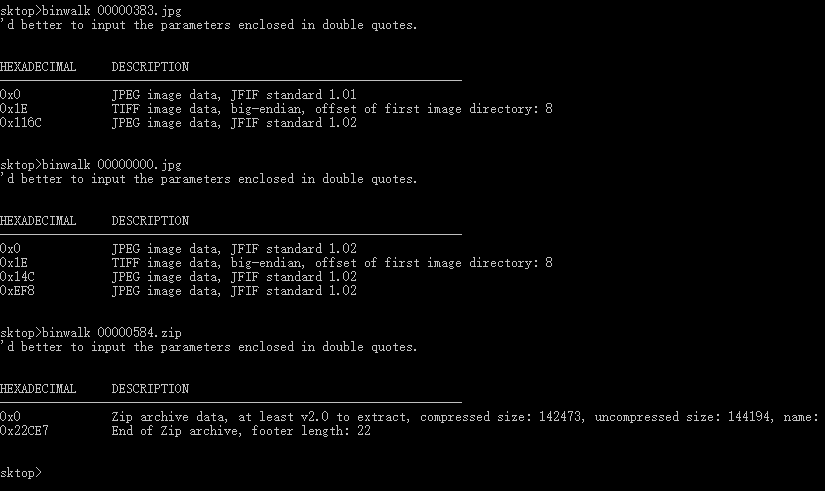 sktop>binwalk 00000383.jpg
'd better to input the parameters enclosed in double quotes.
HEXADECIMAL DESCRIPTION
0x0 JPEG image data, JFIF standard 1.01
0x1E TIFF image data, big-endian, offset of first image directory: 8
0x116C JPEG image data, JFIF standard 1.02
sktop>binwalk 00000000.jpg
'd better to input the parameters enclosed in double quotes.
HEXADECIMAL DESCRIPTION
0x0 JPEG image data, JFIF standard 1.02
0x1E TIFF image data, big-endian, offset of first image directory: 8
0x14C JPEG image data, JFIF standard 1.02
0xEF8 JPEG image data, JFIF standard 1.02
sktop>binwalk 00000584.zip
'd better to input the parameters enclosed in double quotes.
HEXADECIMAL DESCRIPTION
0x0 Zip archive data, at least v2.0 to extract, compressed size: 142473, uncompressed size: 144194, name:
0x22CE7 End of Zip archive, footer length: 22
sktop>